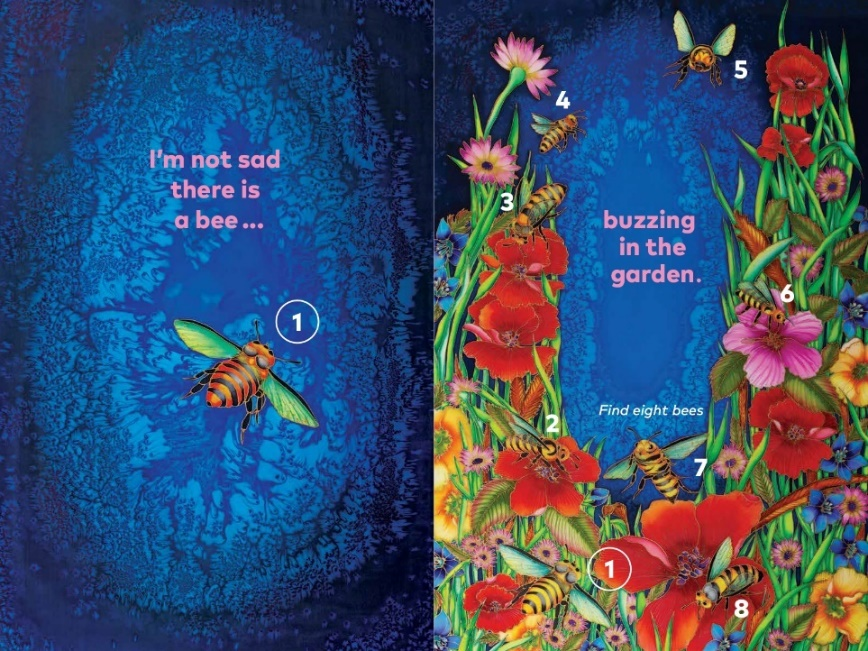 I'm not sad
there is
a bee ...
1
5
4
3
buzzing
in the
garden.
6
Find eight bees
2
7
1
8